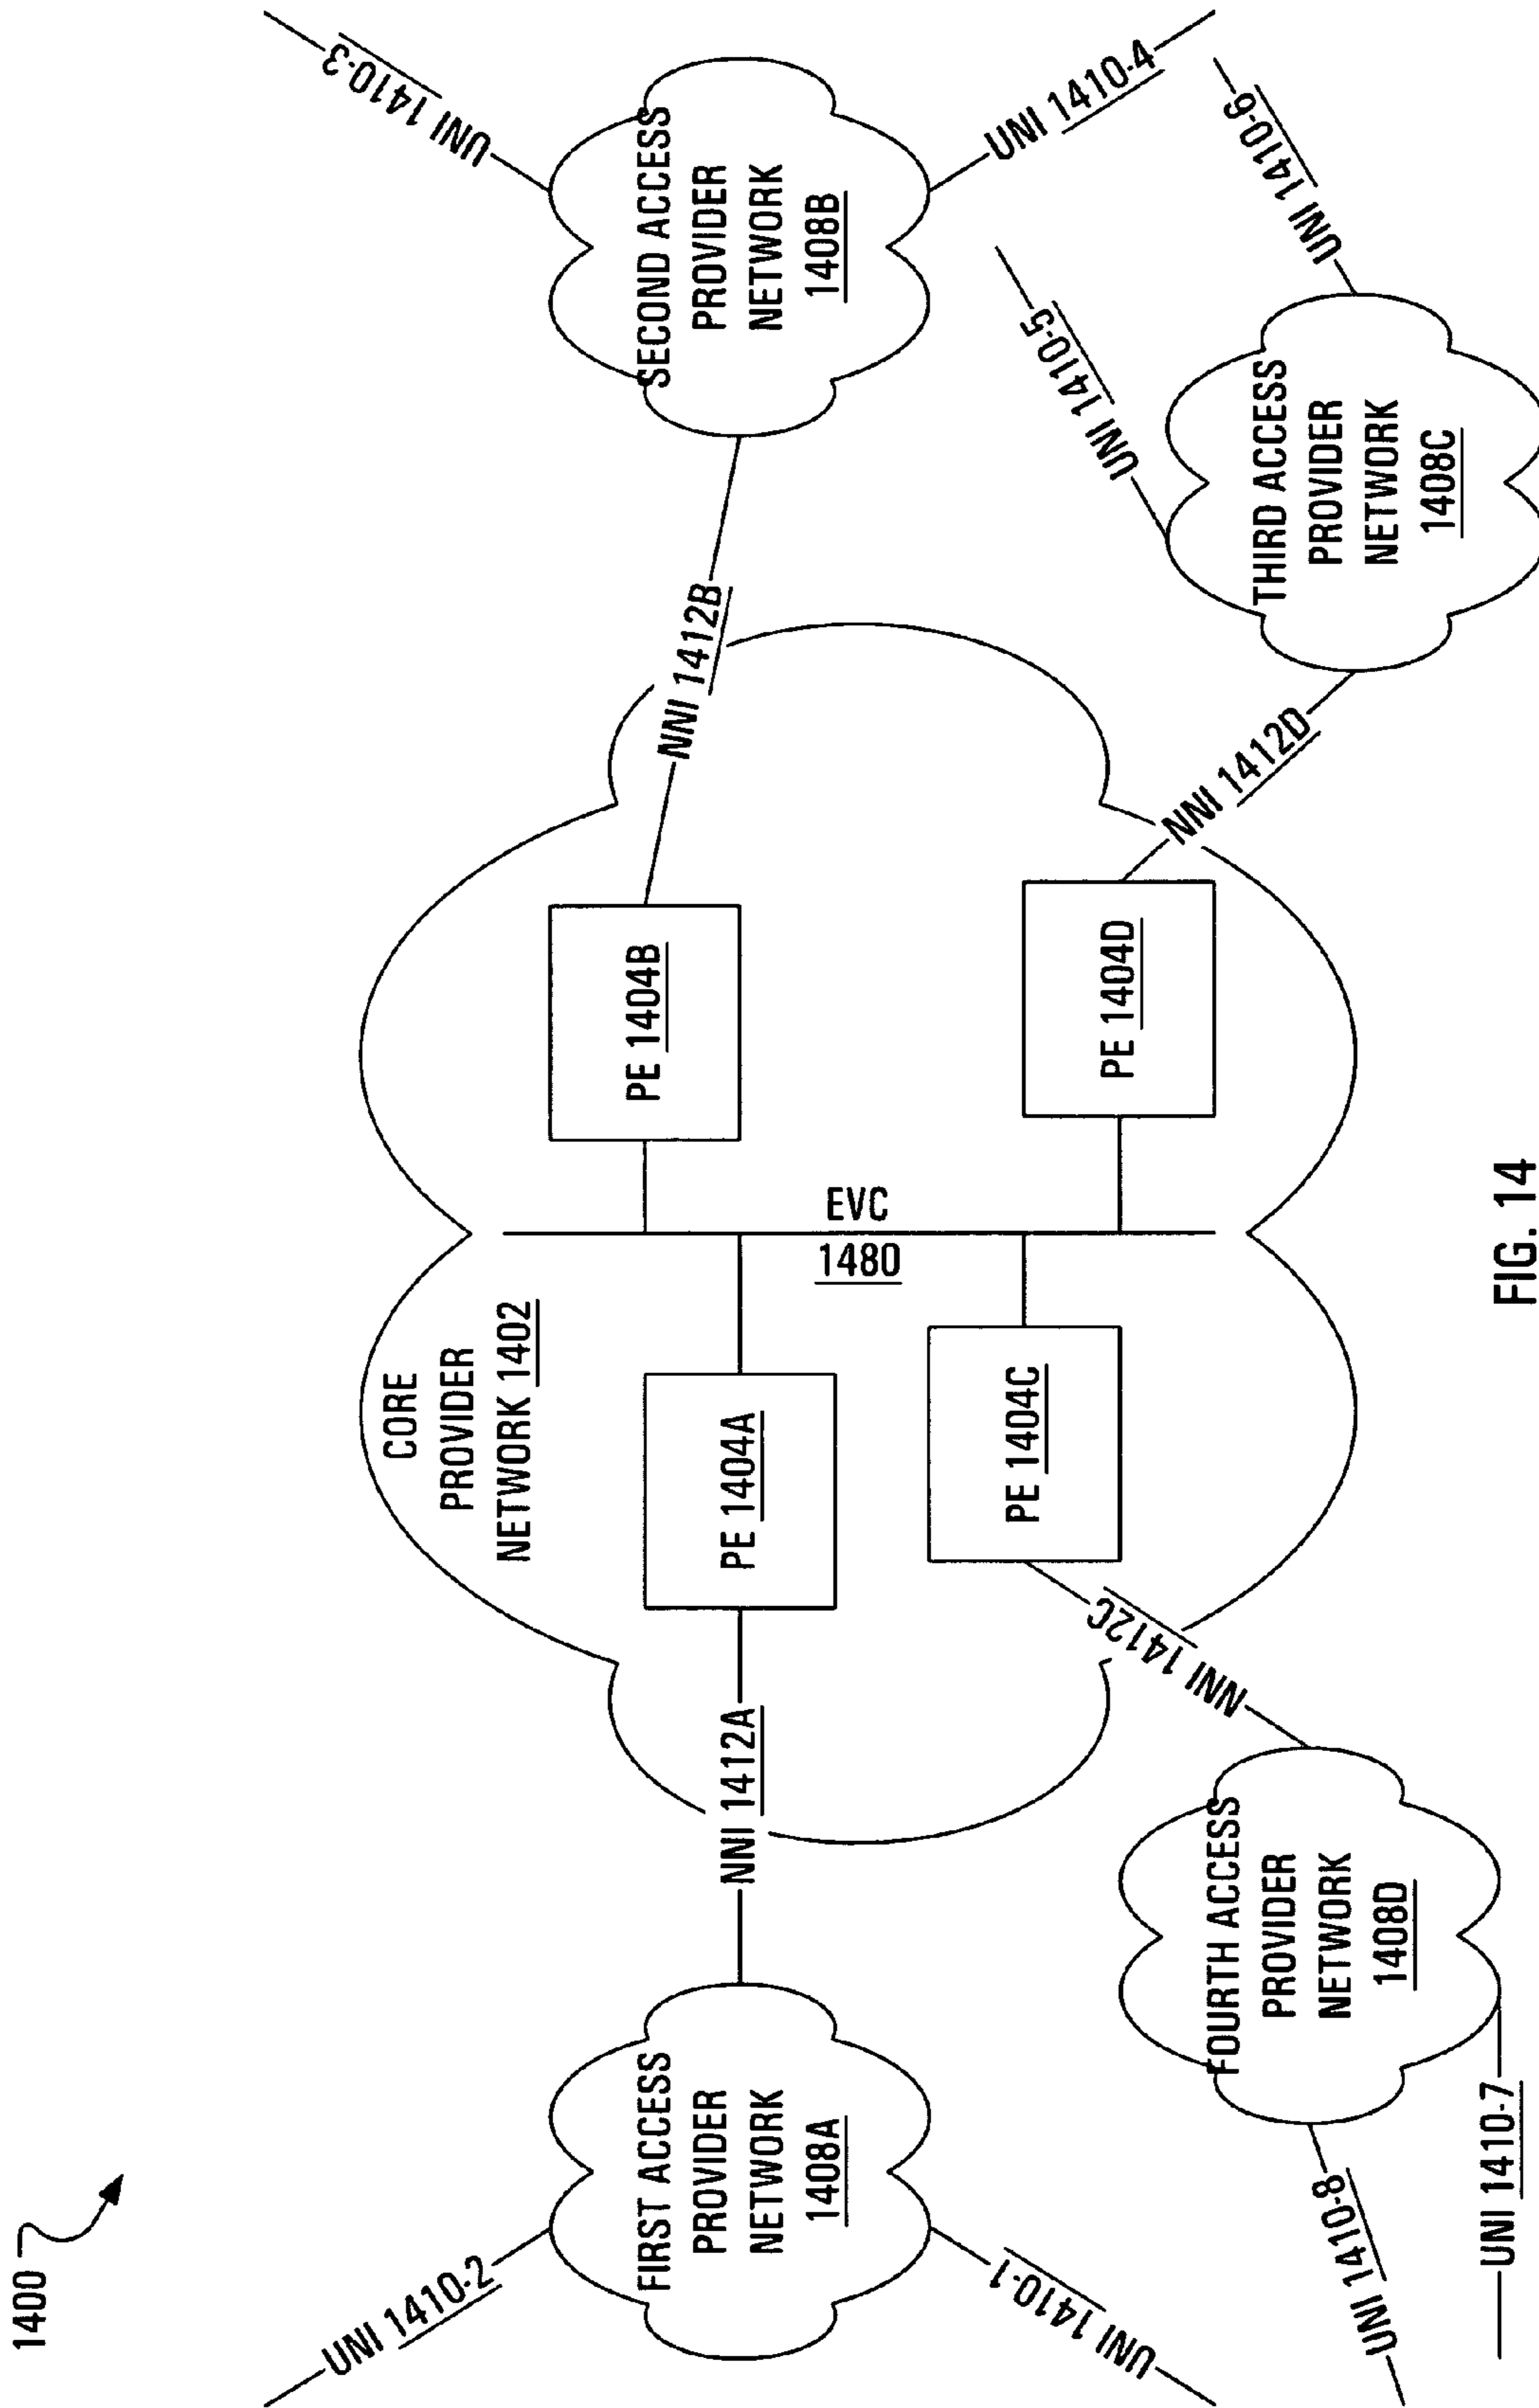 1400
UNI 1410-2
FIRST ACCESS
PROVIDER
NETWORK
1408A
UNI 1410-1
NNI 1412A
CORE
PROVIDER
NETWORK 1402
PE 1404A
PE 1404B
EVC
1480
PE 1404C
PE 1404D
NNI 1412B
SECOND ACCESS
PROVIDER
NETWORK
1408B
UNI 1410-3
UNI 1410-4
NNI 1412C
FOURTH ACCESS
PROVIDER
NETWORK
1408D
UNI 1410-8
UNI 1410-7
NNI 1412D
THIRD ACCESS
PROVIDER
NETWORK
1408C
UNI 1410-5
UNI 1410-6
FIG. 14